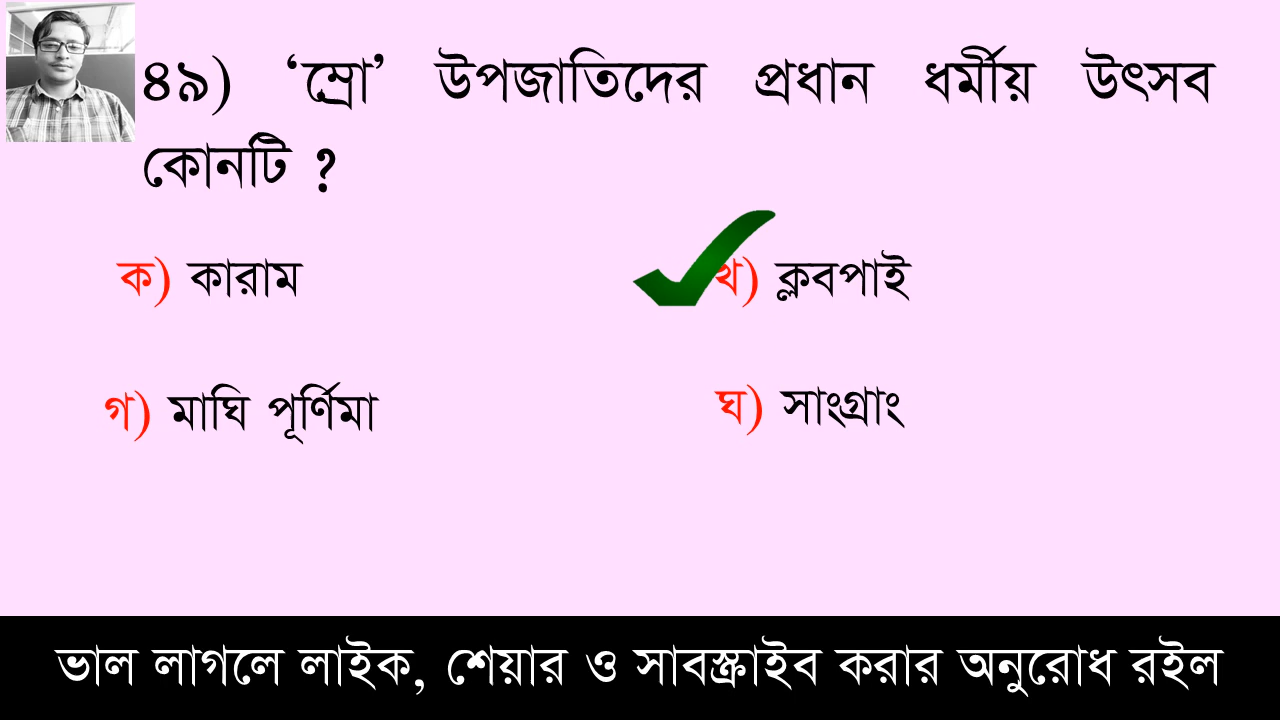 ৪৯) ‘ম্রো’ উপজাতিদের প্রধান ধর্মীয় উৎসব
কোনটি ?
ক) কারাম
খ) ক্লবপাই
গ) মাঘি পূর্ণিমা
ঘ) সাংগ্রাং
ভাল লাগলে লাইক, শেয়ার ও সাবস্ক্রাইব করার অনুরোধ রইল